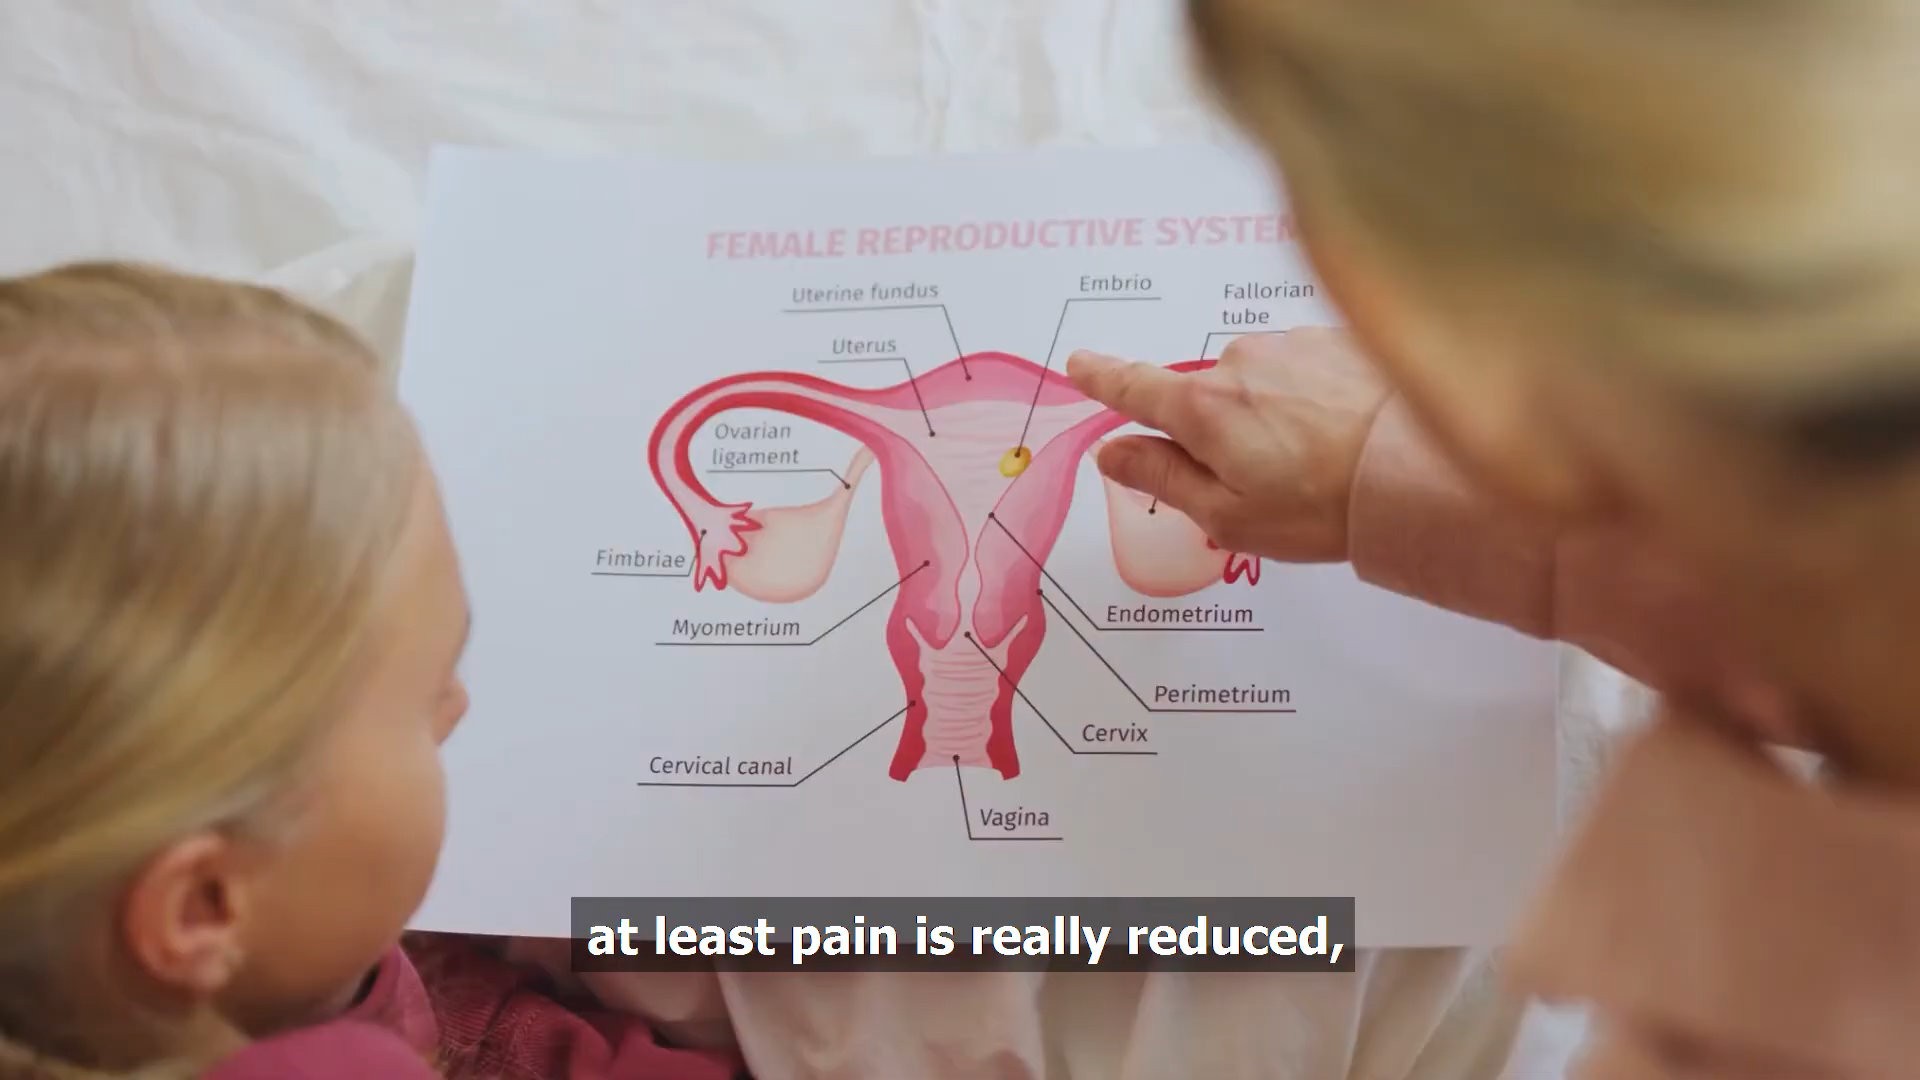 FEMALE REPRODUCTIVE SYSTEM
Uterine fundus
Embrio
Fallorian
tube
Uterus
Ovarian
ligament
Fimbriae
Myometrium
Endometrium
Perimetrium
Cervix
Cervical canal
Vagina
at least pain is really reduced,